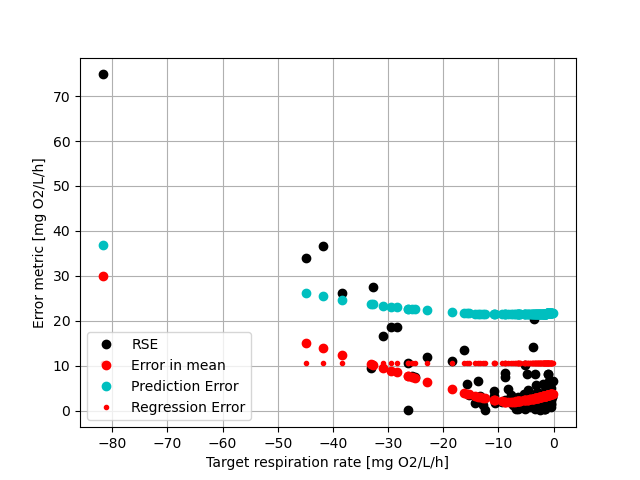 70
60
50
40
30
20
10
0
Error metric [mg O2/L/h]
RSE
Error in mean
Prediction Error
Regression Error
−80 −70 −60 −50 −40 −30 −20 −10 0
Target respiration rate [mg O2/L/h]